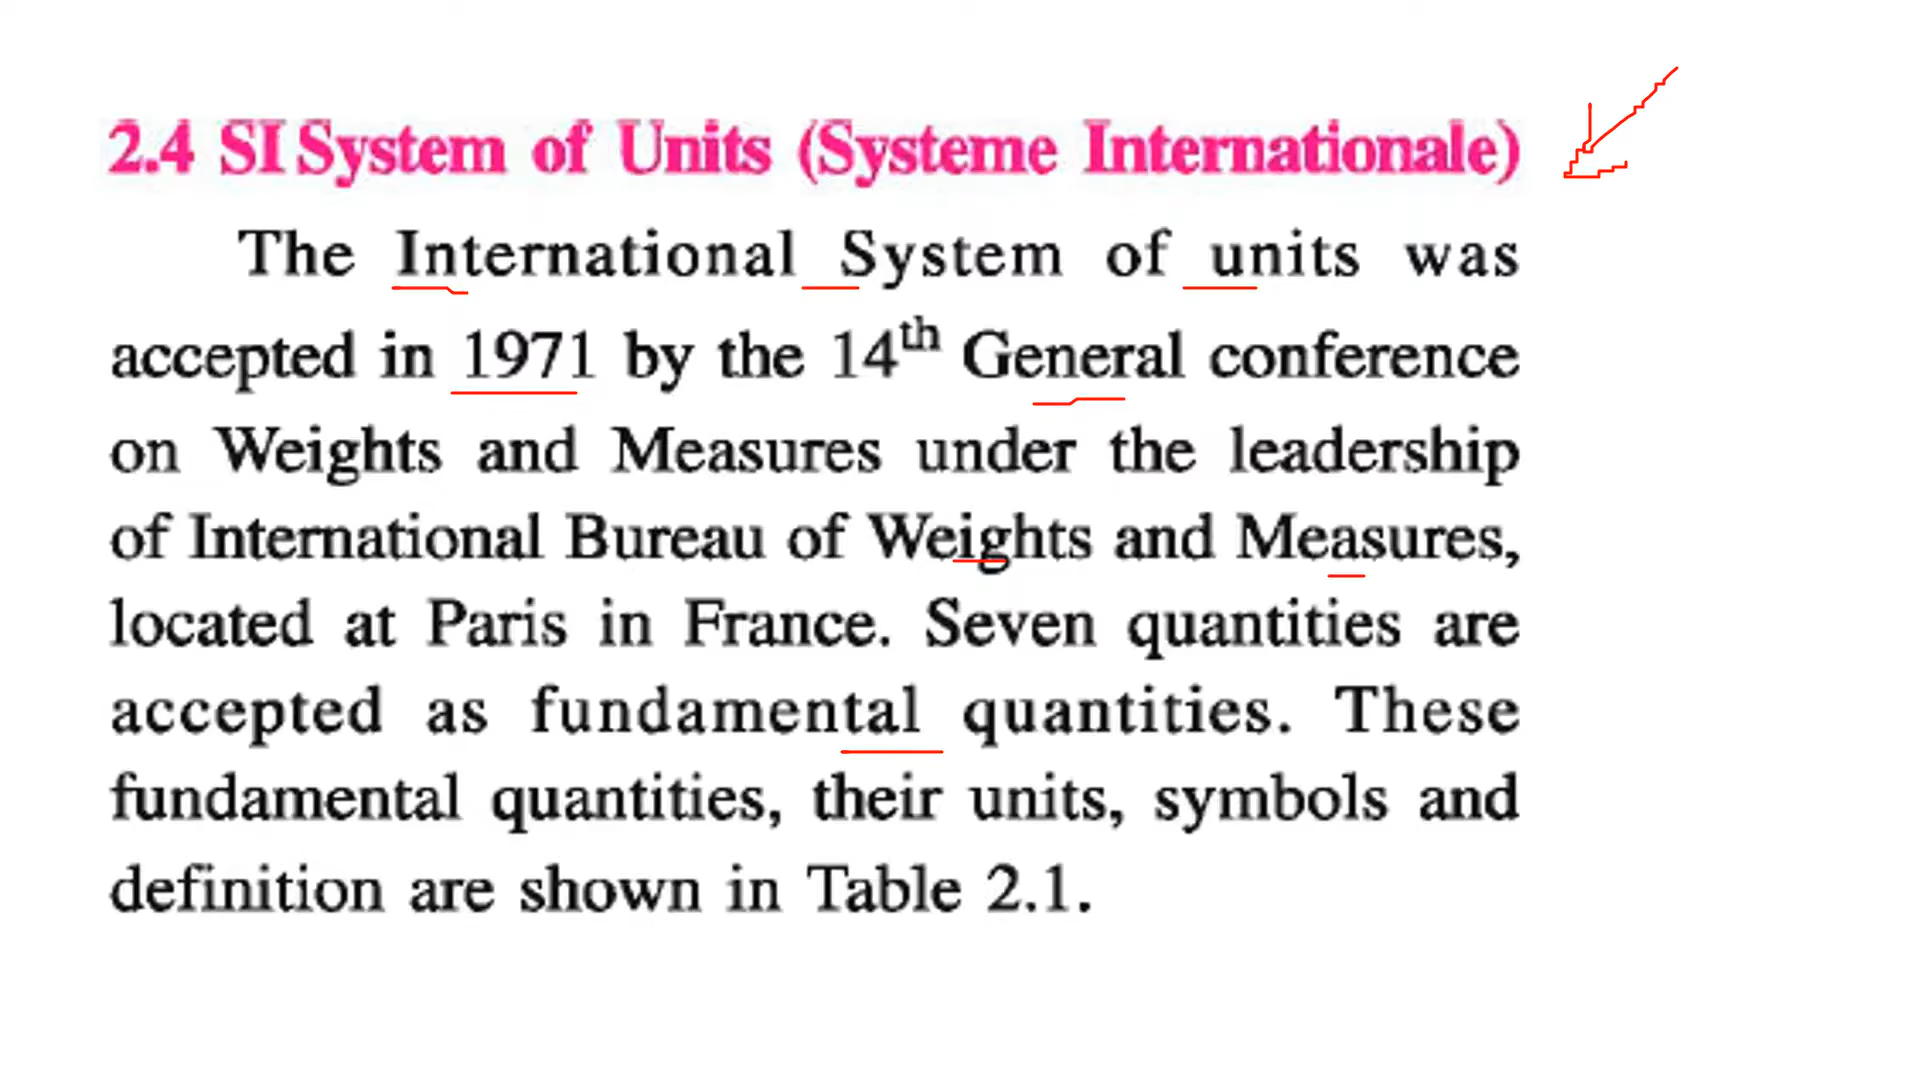 2.4 SI System of Units (Systeme Internationale)
The International System of units was
accepted in 1971 by the 14th General conference
on Weights and Measures under the leadership
of International Bureau of Weights and Measures,
located at Paris in France. Seven quantities are
accepted as fundamental quantities. These
fundamental quantities, their units, symbols and
definition are shown in Table 2.1.